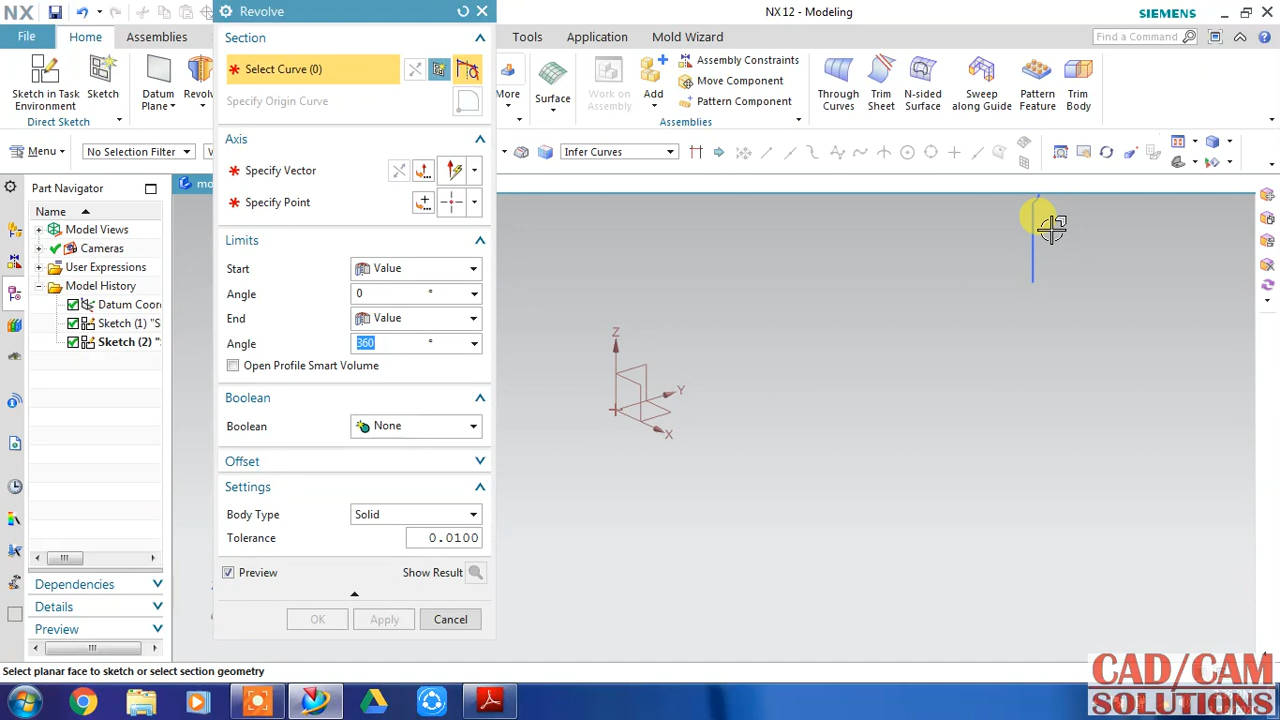 NX
NX 12 - Modeling
SIEMENS
Revolve
File
Home
Assemblies
Tools
Application
Mold Wizard
Find a Command
Section
Select Curve (0)
Specify Origin Curve
Axis
Specify Vector
Specify Point
Limits
Start
Value
Angle
0
°
End
Value
Angle
360
°
Open Profile Smart Volume
Boolean
Boolean
None
Offset
Settings
Body Type
Solid
Tolerance
0.0100
Preview
Show Result
OK
Apply
Cancel
Sketch in Task
Environment
Sketch
Direct Sketch
Datum
Plane
Revolv
More
Surface
Work on
Assembly
Add
Assembly Constraints
Move Component
Pattern Component
Assemblies
Through
Curves
Trim
Sheet
N-sided
Surface
Sweep
along Guide
Pattern
Feature
Trim
Body
Menu
No Selection Filter
Infer Curves
Part Navigator
Name
Model Views
Cameras
User Expressions
Model History
Datum Coor
Sketch (1) "S
Sketch (2) "
Dependencies
Details
Preview
mo
Z
Y
X
Select planar face to sketch or select section geometry
CAD/CAM
SOLUTIONS